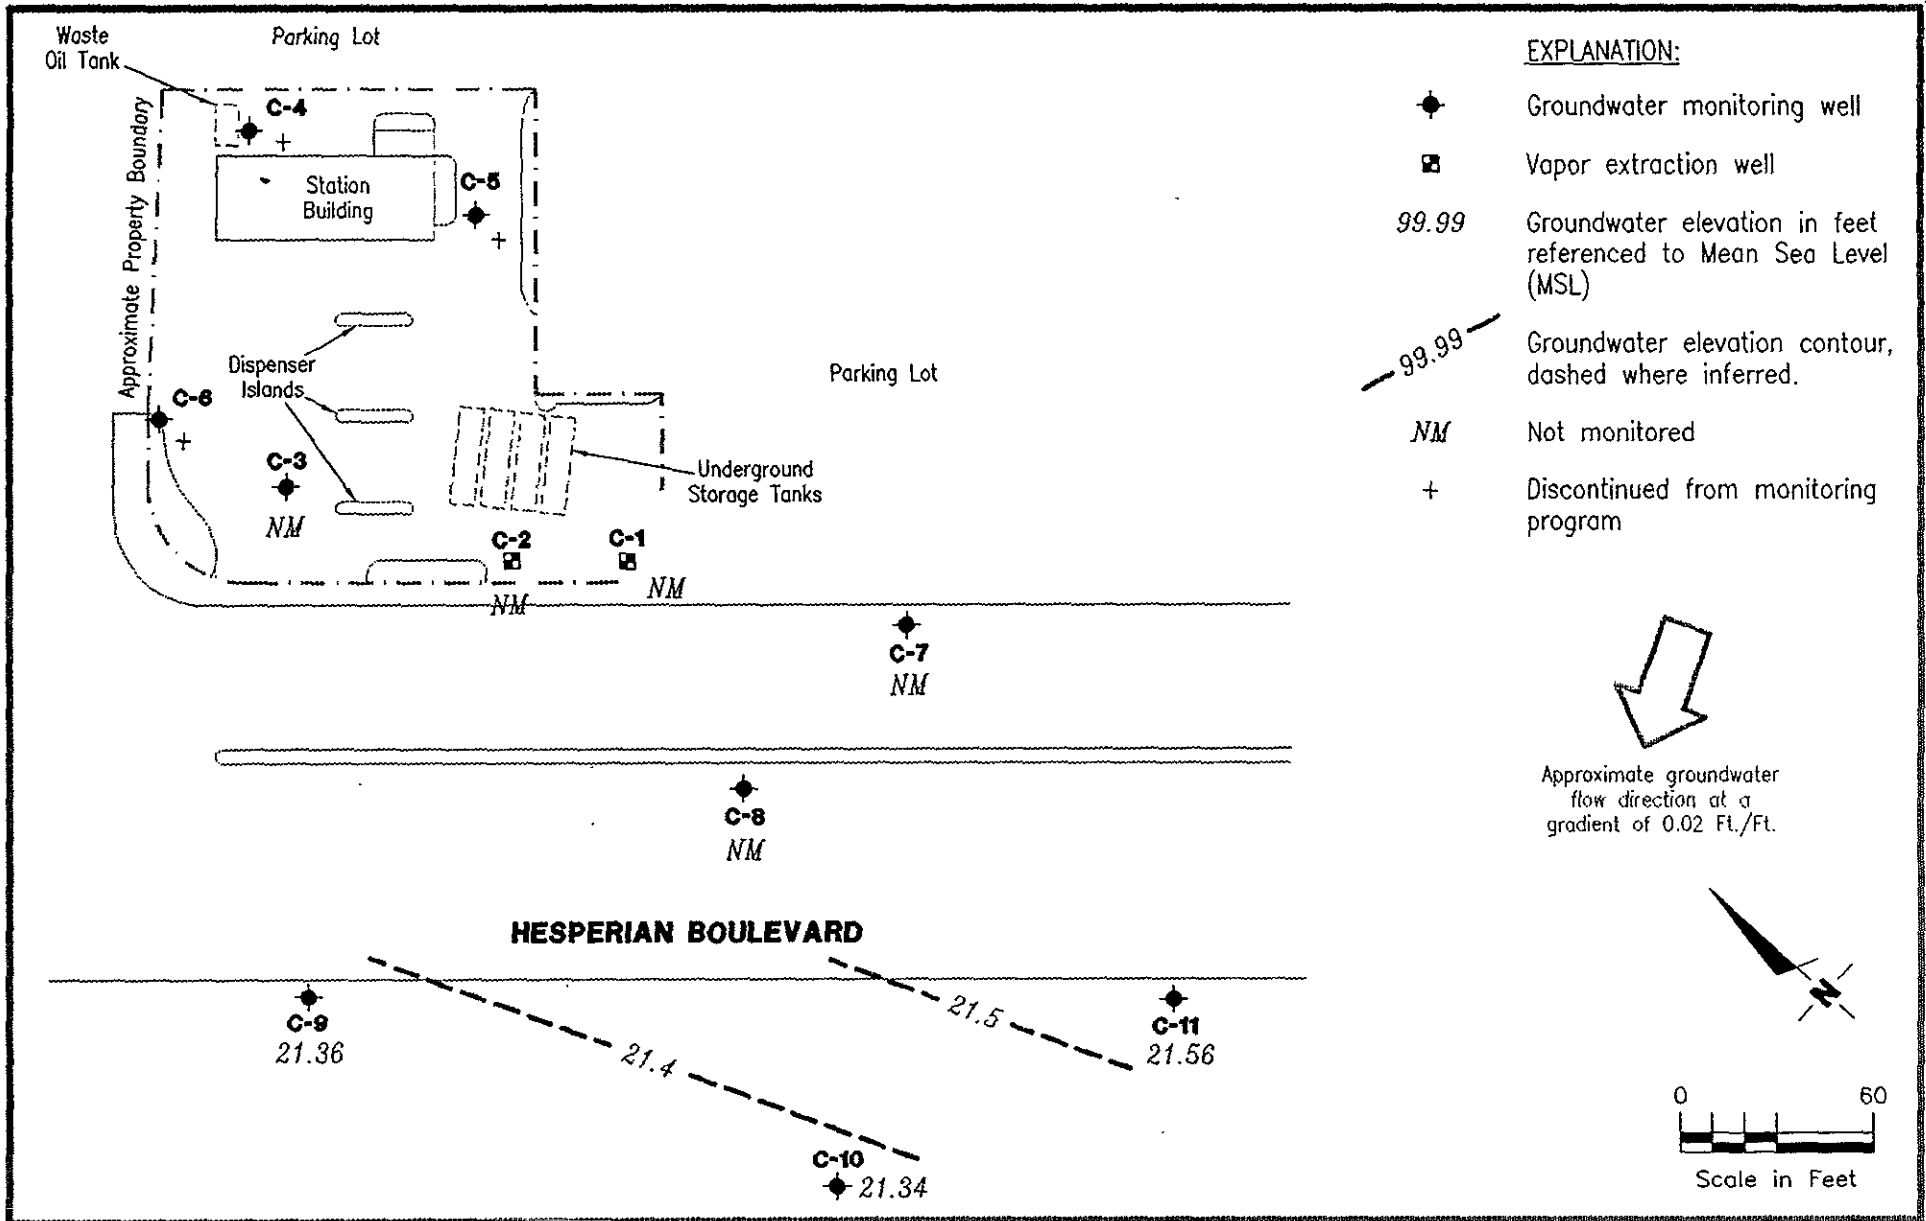 Waste
Oil Tank
Parking Lot
Approximate Property Boundary
C-4
+
Station
Building
C-5
+
Dispenser
Islands
Parking Lot
C-6
+
C-3
NM
Underground
Storage Tanks
C-2
NM
C-1
NM
C-7
NM
C-8
NM
HESPERIAN BOULEVARD
C-9
21.36
21.4
21.5
C-11
21.56
C-10
21.34
EXPLANATION:
Groundwater monitoring well
Vapor extraction well
99.99 Groundwater elevation in feet
referenced to Mean Sea Level
(MSL)
99.99 Groundwater elevation contour,
dashed where inferred.
NM Not monitored
+ Discontinued from monitoring
program
Approximate groundwater
flow direction at a
gradient of 0.02 Ft./Ft.
N
0 60
Scale in Feet